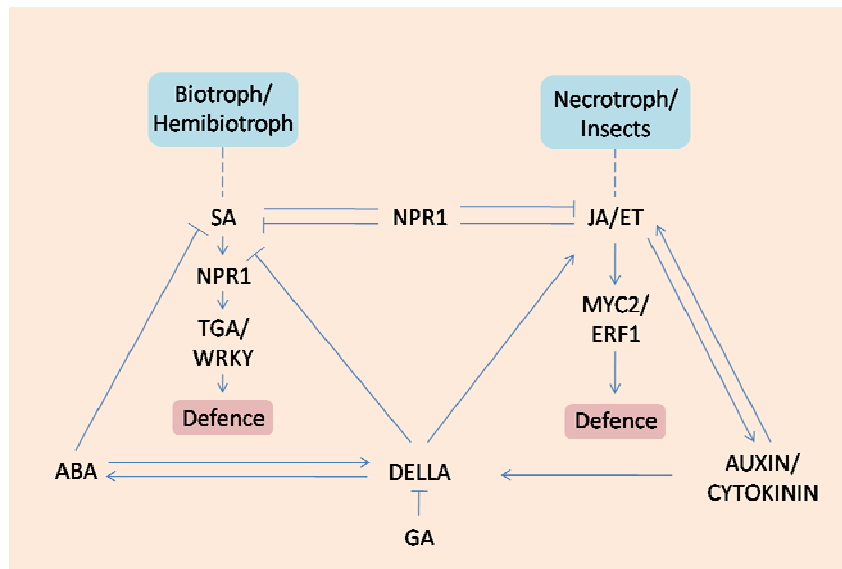 Biotroph/
Hemibiotroph
Necrotroph/
Insects
SA
NPR1
JA/ET
NPR1
MYC2/
ERF1
TGA/
WRKY
Defence
Defence
ABA
DELLA
AUXIN/
CYTOKININ
GA